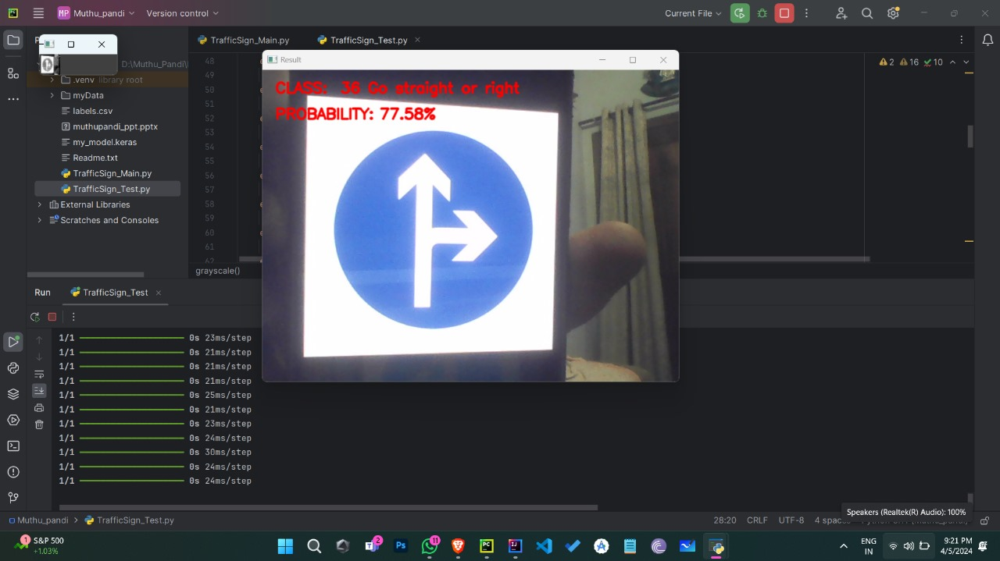 MP Muthu_pandi
Version control
Current File
TrafficSign_Main.py
TrafficSign_Test.py
D:\Muthu_Pandi\
.venv library root
myData
labels.csv
muthupandi_ppt.pptx
my_model.keras
Readme.txt
TrafficSign_Main.py
TrafficSign_Test.py
External Libraries
Scratches and Consoles
48
49
50
51
52
53
54
55
56
57
58
59
60
61
62
2 16 10
grayscale()
Result
CLASS: 36 Go straight or right
PROBABILITY: 77.58%
Run
TrafficSign_Test
1/1 0s 23ms/step
1/1 0s 21ms/step
1/1 0s 21ms/step
1/1 0s 21ms/step
1/1 0s 25ms/step
1/1 0s 21ms/step
1/1 0s 23ms/step
1/1 0s 24ms/step
1/1 0s 30ms/step
1/1 0s 24ms/step
1/1 0s 24ms/step
Speakers (Realtek(R) Audio): 100%
Muthu_pandi
TrafficSign_Test.py
28:20
CRLF
UTF-8
4 spac
1
S&P 500
+1.03%
2
Ps
11
PC
ENG
IN
9:21 PM
4/5/2024